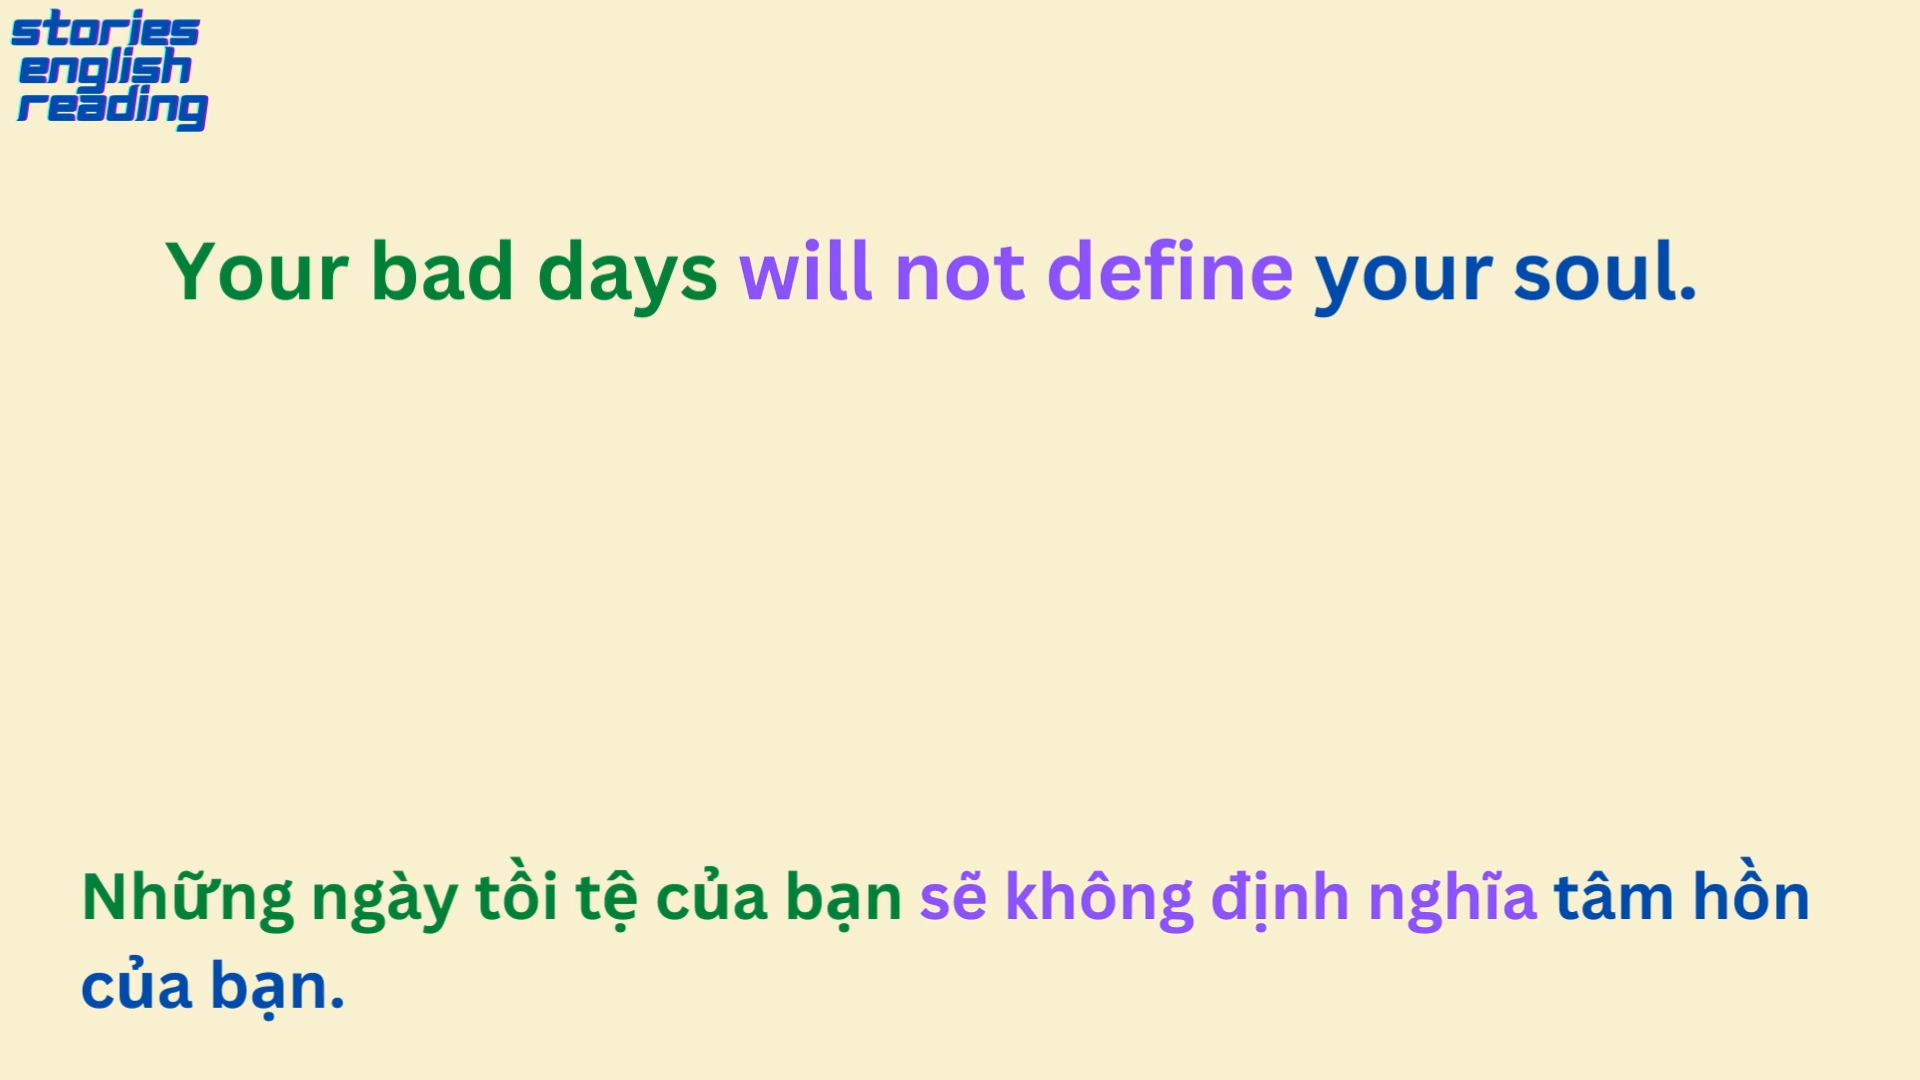 stories
english
reading
Your bad days will not define your soul.
Những ngày tồi tệ của bạn sẽ không định nghĩa tâm hồn
của bạn.